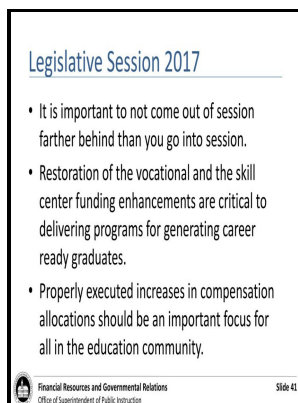 Legislative Session 2017
• It is important to not come out of session
farther behind than you go into session.
• Restoration of the vocational and the skill
center funding enhancements are critical to
delivering programs for generating career
ready graduates.
• Properly executed increases in compensation
allocations should be an important focus for
all in the education community.
Financial Resources and Governmental Relations
Slide 41
Office of Superintendent of Public Instruction